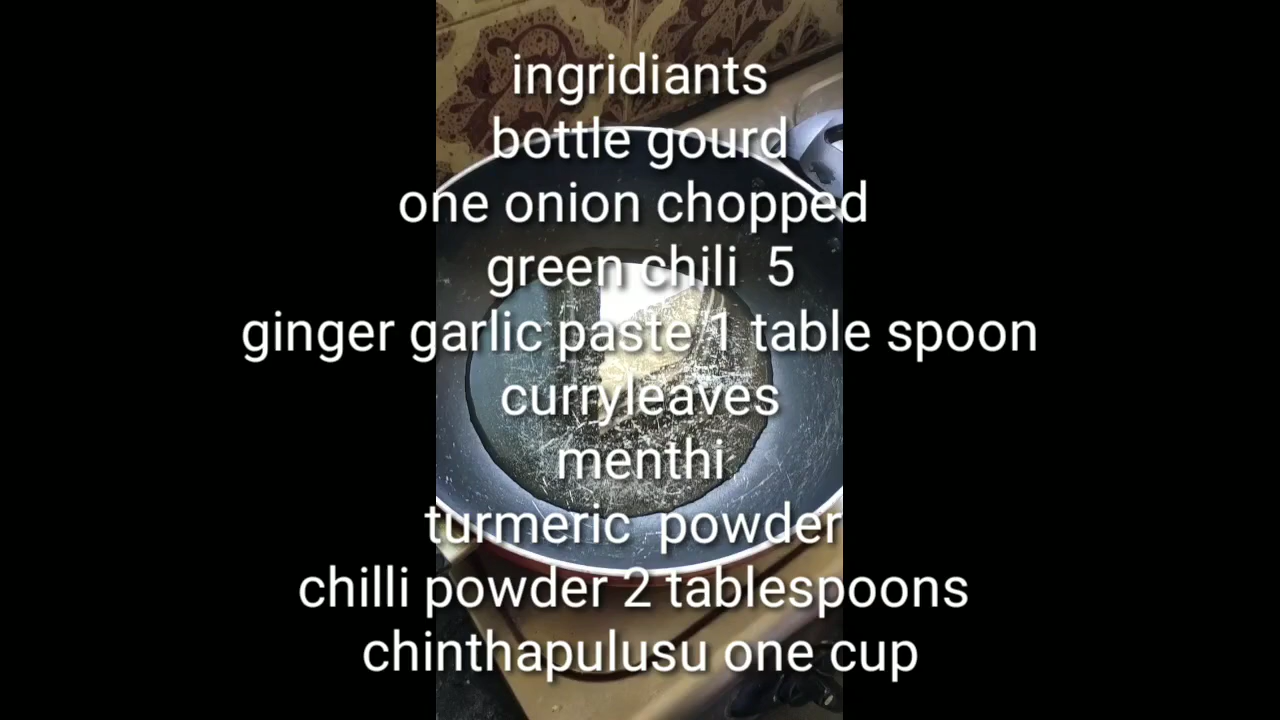 ingridiants
bottle gourd
one onion chopped
green chili  5
ginger garlic paste 1 table spoon
curryleaves
menthi
turmeric  powder
chilli powder 2 tablespoons
chinthapulusu one cup